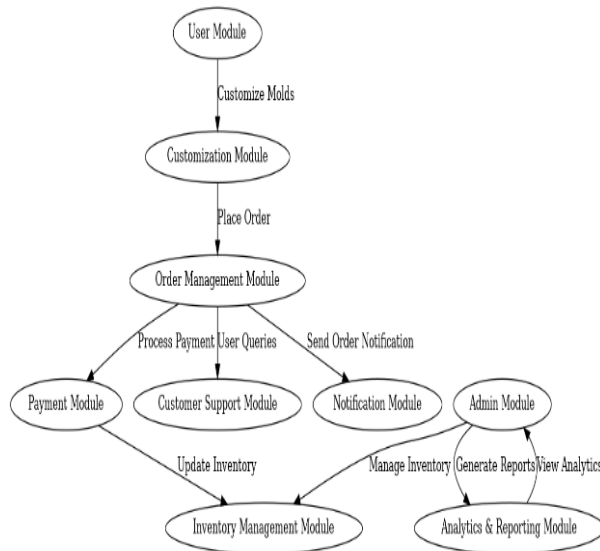 User Module
Customize Molds
Customization Module
Place Order
Order Management Module
Process Payment
User Queries
Send Order Notification
Payment Module
Customer Support Module
Notification Module
Admin Module
Update Inventory
Manage Inventory
Generate Reports
View Analytics
Inventory Management Module
Analytics & Reporting Module